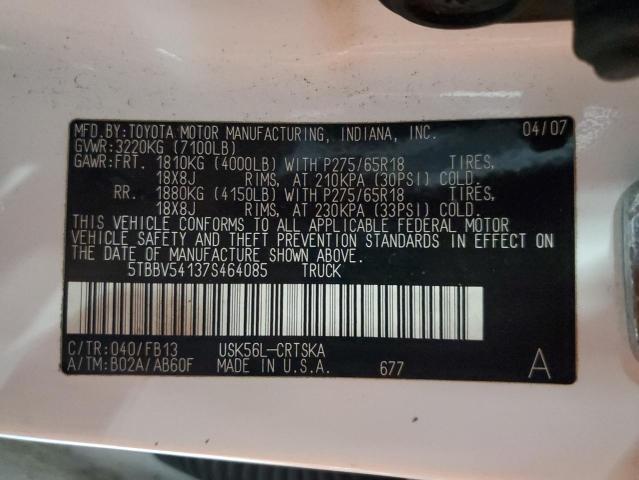 MFD. BY: TOYOTA MOTOR MANUFACTURING, INDIANA, INC. 04/07
GVWR: 3220KG (7100LB)
GAWR: FRT. 1810KG (4000LB) WITH P275/65R18 TIRES,
18X8J RIMS, AT 210KPA (30PSI) COLD.
RR. 1880KG (4150LB) WITH P275/65R18 TIRES,
18X8J RIMS, AT 230KPA (33PSI) COLD.
THIS VEHICLE CONFORMS TO ALL APPLICABLE FEDERAL MOTOR
VEHICLE SAFETY AND THEFT PREVENTION STANDARDS IN EFFECT ON
THE DATE OF MANUFACTURE SHOWN ABOVE.
5TBBV54137S464085 TRUCK
C/TR: 040/FB13 USK56L-CRTSKA
A/TM: B02A/AB60F MADE IN U.S.A. 677 A